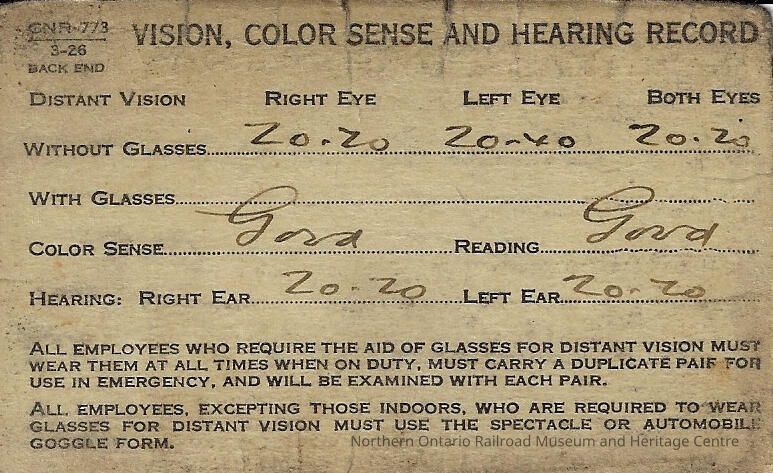 CNR-773
3-26
BACK END
VISION, COLOR SENSE AND HEARING RECORD
DISTANT VISION RIGHT EYE LEFT EYE BOTH EYES
WITHOUT GLASSES 20-20 20-40 20-20
WITH GLASSES
COLOR SENSE Good READING Good
HEARING: RIGHT EAR 20-20 LEFT EAR 20-20
ALL EMPLOYEES WHO REQUIRE THE AID OF GLASSES FOR DISTANT VISION MUST
WEAR THEM AT ALL TIMES WHEN ON DUTY, MUST CARRY A DUPLICATE PAIR FOR
USE IN EMERGENCY, AND WILL BE EXAMINED WITH EACH PAIR.
ALL EMPLOYEES, EXCEPTING THOSE INDOORS, WHO ARE REQUIRED TO WEAR
GLASSES FOR DISTANT VISION MUST USE THE SPECTACLE OR AUTOMOBILE
GOGGLE FORM.
Northern Ontario Railroad Museum and Heritage Centre